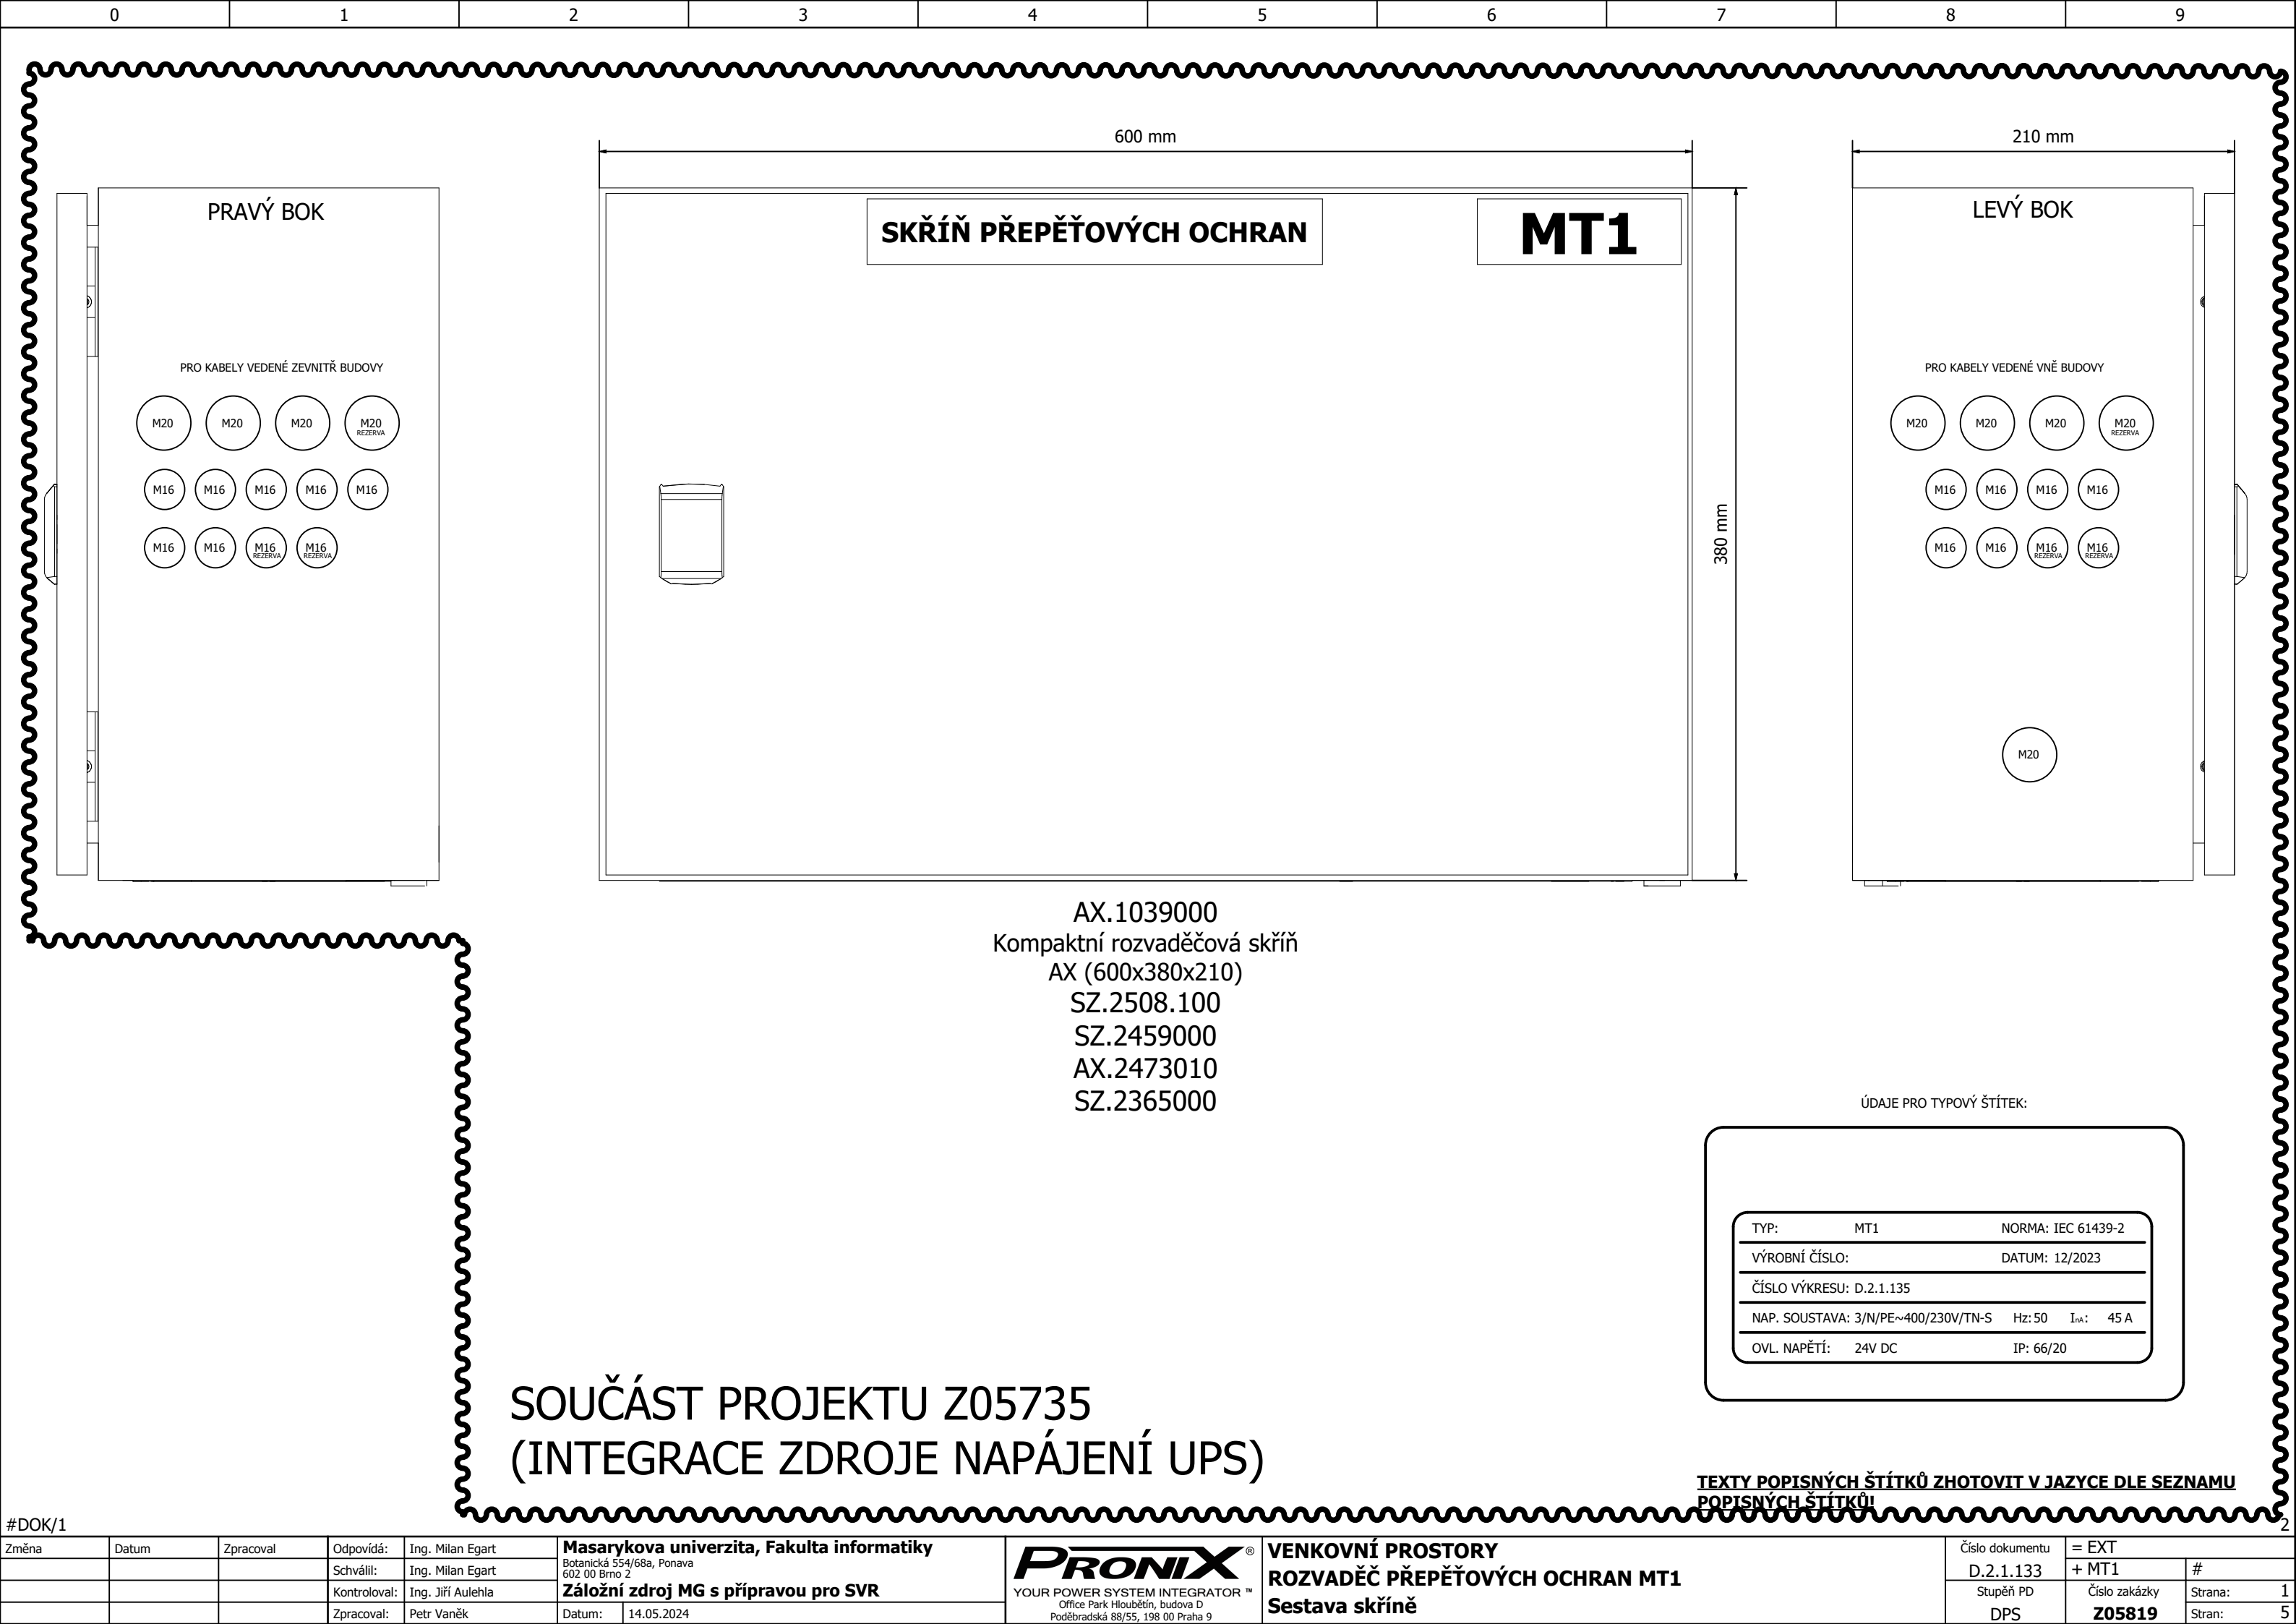 0 1 2 3 4 5 6 7 8 9
600 mm
210 mm
PRAVÝ BOK
SKŘÍŇ PŘEPĚŤOVÝCH OCHRAN
MT1
LEVÝ BOK
PRO KABELY VEDENÉ ZEVNITŘ BUDOVY
M20 M20 M20 M20
REZERVA
M16 M16 M16 M16 M16
M16 M16 M16 M16
REZERVA REZERVA
380 mm
PRO KABELY VEDENÉ VNĚ BUDOVY
M20 M20 M20 M20
REZERVA
M16 M16 M16 M16
M16 M16 M16 M16
REZERVA REZERVA
M20
AX.1039000
Kompaktní rozvaděčová skříň
AX (600x380x210)
SZ.2508.100
SZ.2459000
AX.2473010
SZ.2365000
ÚDAJE PRO TYPOVÝ ŠTÍTEK:
TYP: MT1 NORMA: IEC 61439-2
VÝROBNÍ ČÍSLO: DATUM: 12/2023
ČÍSLO VÝKRESU: D.2.1.135
NAP. SOUSTAVA: 3/N/PE~400/230V/TN-S Hz: 50 InA: 45 A
OVL. NAPĚTÍ: 24V DC IP: 66/20
SOUČÁST PROJEKTU Z05735
(INTEGRACE ZDROJE NAPÁJENÍ UPS)
TEXTY POPISNÝCH ŠTÍTKŮ ZHOTOVIT V JAZYCE DLE SEZNAMU
POPISNÝCH ŠTÍTKŮ!
#DOK/1
2
Změna Datum Zpracoval
Odpovídá: Ing. Milan Egart
Schválil: Ing. Milan Egart
Kontroloval: Ing. Jiří Aulehla
Zpracoval: Petr Vaněk
Masarykova univerzita, Fakulta informatiky
Botanická 554/68a, Ponava
602 00 Brno 2
Záložní zdroj MG s přípravou pro SVR
Datum: 14.05.2024
PRONIX ®
YOUR POWER SYSTEM INTEGRATOR ™
Office Park Hloubětín, budova D
Poděbradská 88/55, 198 00 Praha 9
VENKOVNÍ PROSTORY
ROZVADĚČ PŘEPĚŤOVÝCH OCHRAN MT1
Sestava skříně
Číslo dokumentu
D.2.1.133
Stupěň PD
DPS
= EXT
+ MT1
#
Číslo zakázky
Z05819
Strana: 1
Stran: 5